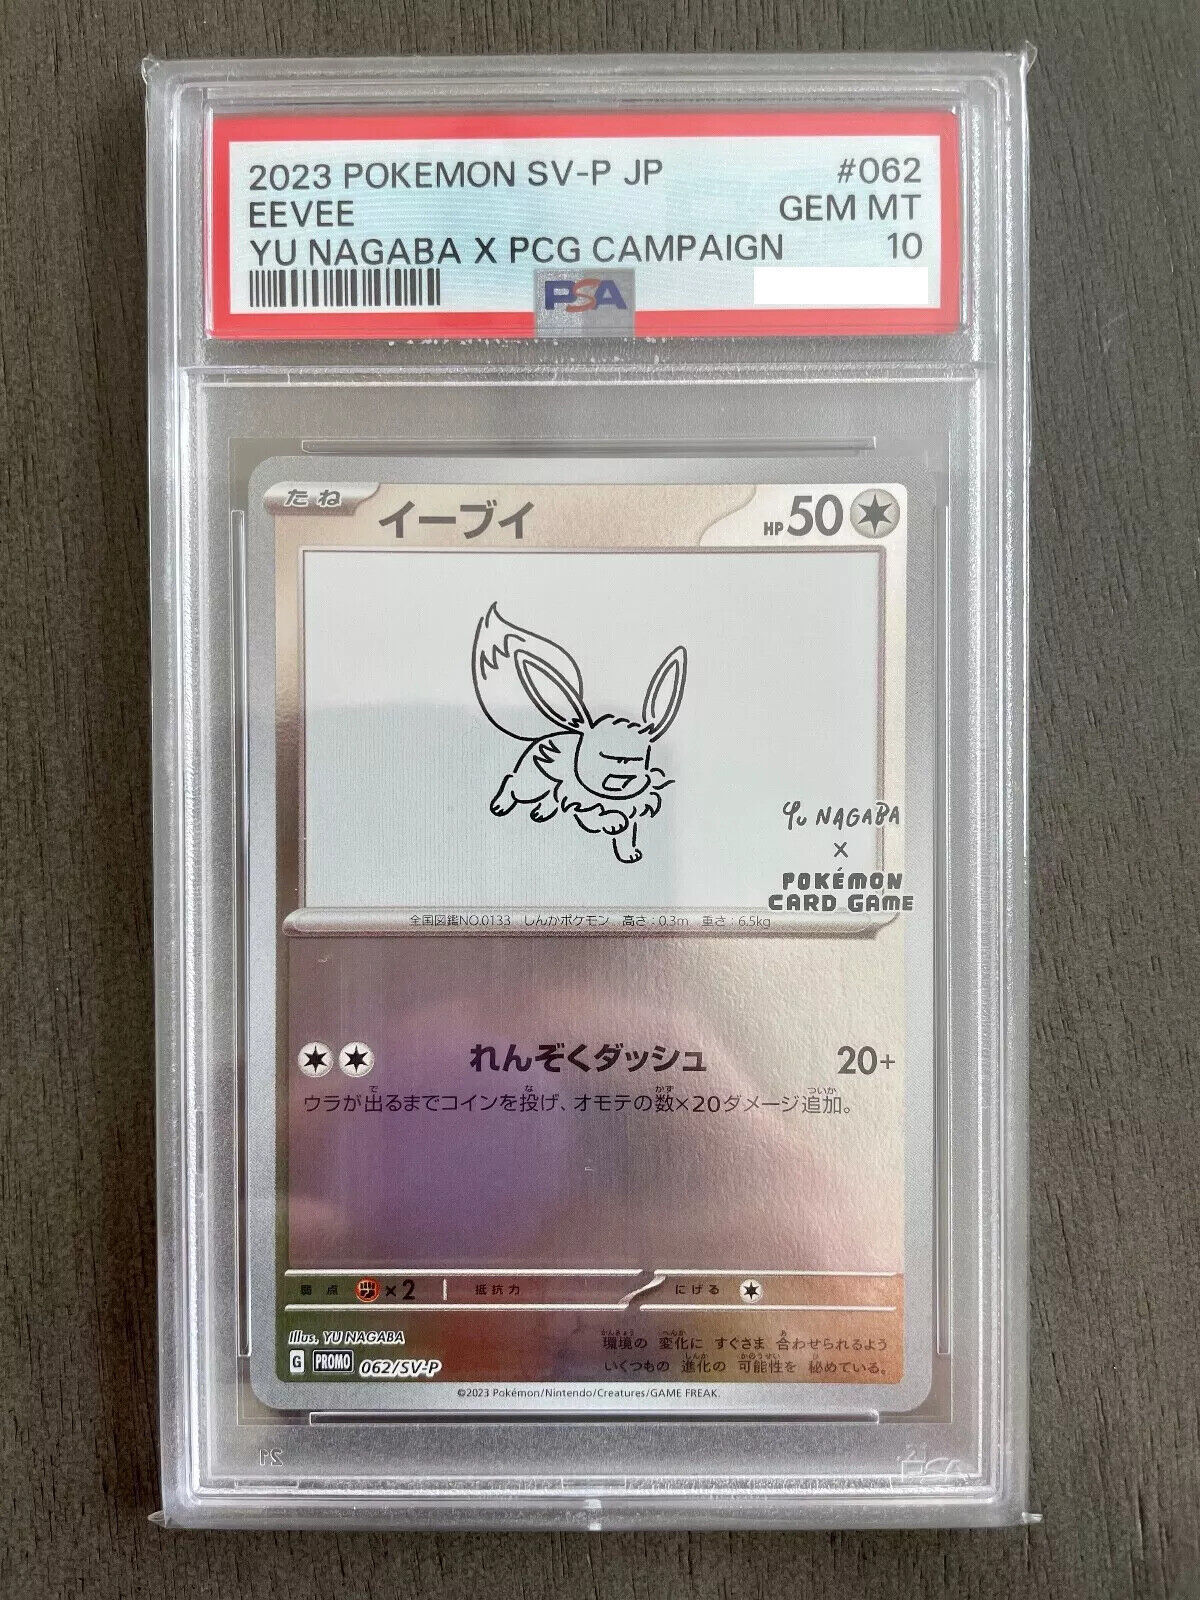 2023 POKEMON SV-P JP #062
EEVEE GEM MT
YU NAGABA X PCG CAMPAIGN 10
PSA
たね イーブイ HP50
YU NAGABA
X
POKÉMON
CARD GAME
全国図鑑NO.0133 しんかポケモン 高さ:0.3m 重さ:6.5kg
れんぞくダッシュ 20+
ウラが出るまでコインを投げ、オモテの数×20ダメージ追加。
弱点 ×2 抵抗力 にげる
Illus. YU NAGABA
環境の 変化に すぐさま 合わせられるよう
G PROMO 062/SV-P
いくつもの 進化の 可能性を 秘めている。
©2023 Pokémon/Nintendo/Creatures/GAME FREAK.